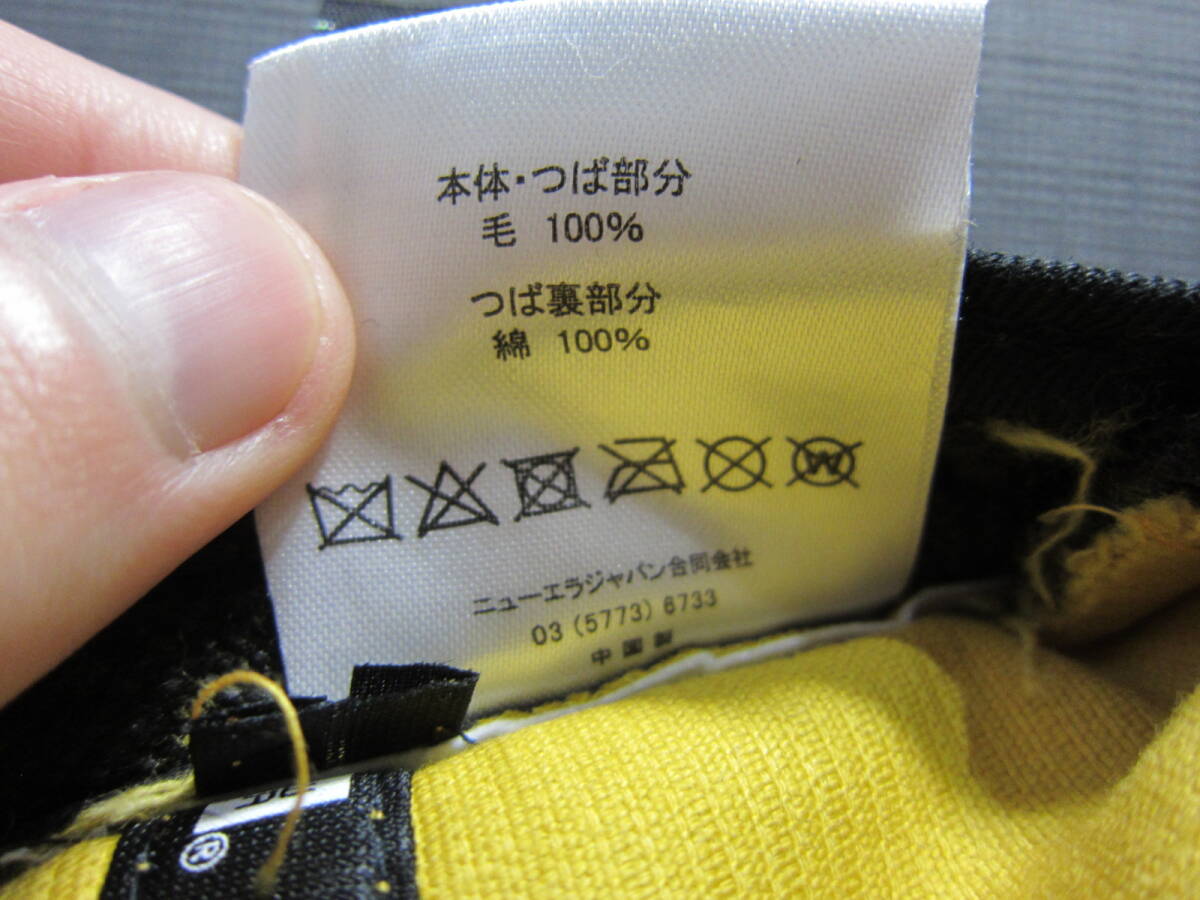 本体・つば部分
毛 100%
つば裏部分
綿 100%
W
ニューエラジャパン合同会社
03 (5773) 6733
中国製
®